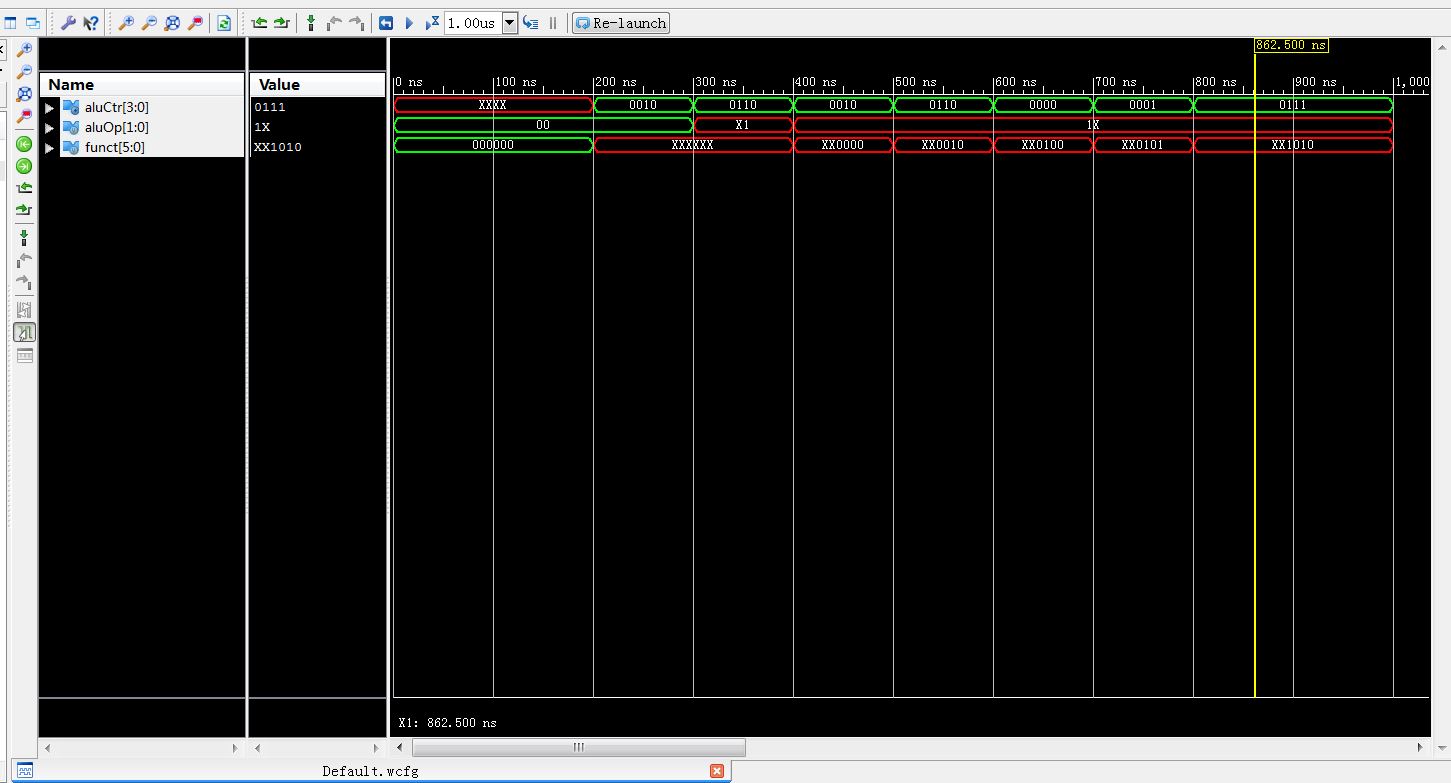 1.00us Re-launch
862.500 ns
Name Value
0 ns 100 ns 200 ns 300 ns 400 ns 500 ns 600 ns 700 ns 800 ns 900 ns 1,000
aluCtr[3:0] 0111 XXXX 0010 0110 0010 0110 0000 0001 0111
aluOp[1:0] 1X 00 X1 1X
funct[5:0] XX1010 000000 XXXXXX XX0000 XX0010 XX0100 XX0101 XX1010
X1: 862.500 ns
Default.wcfg